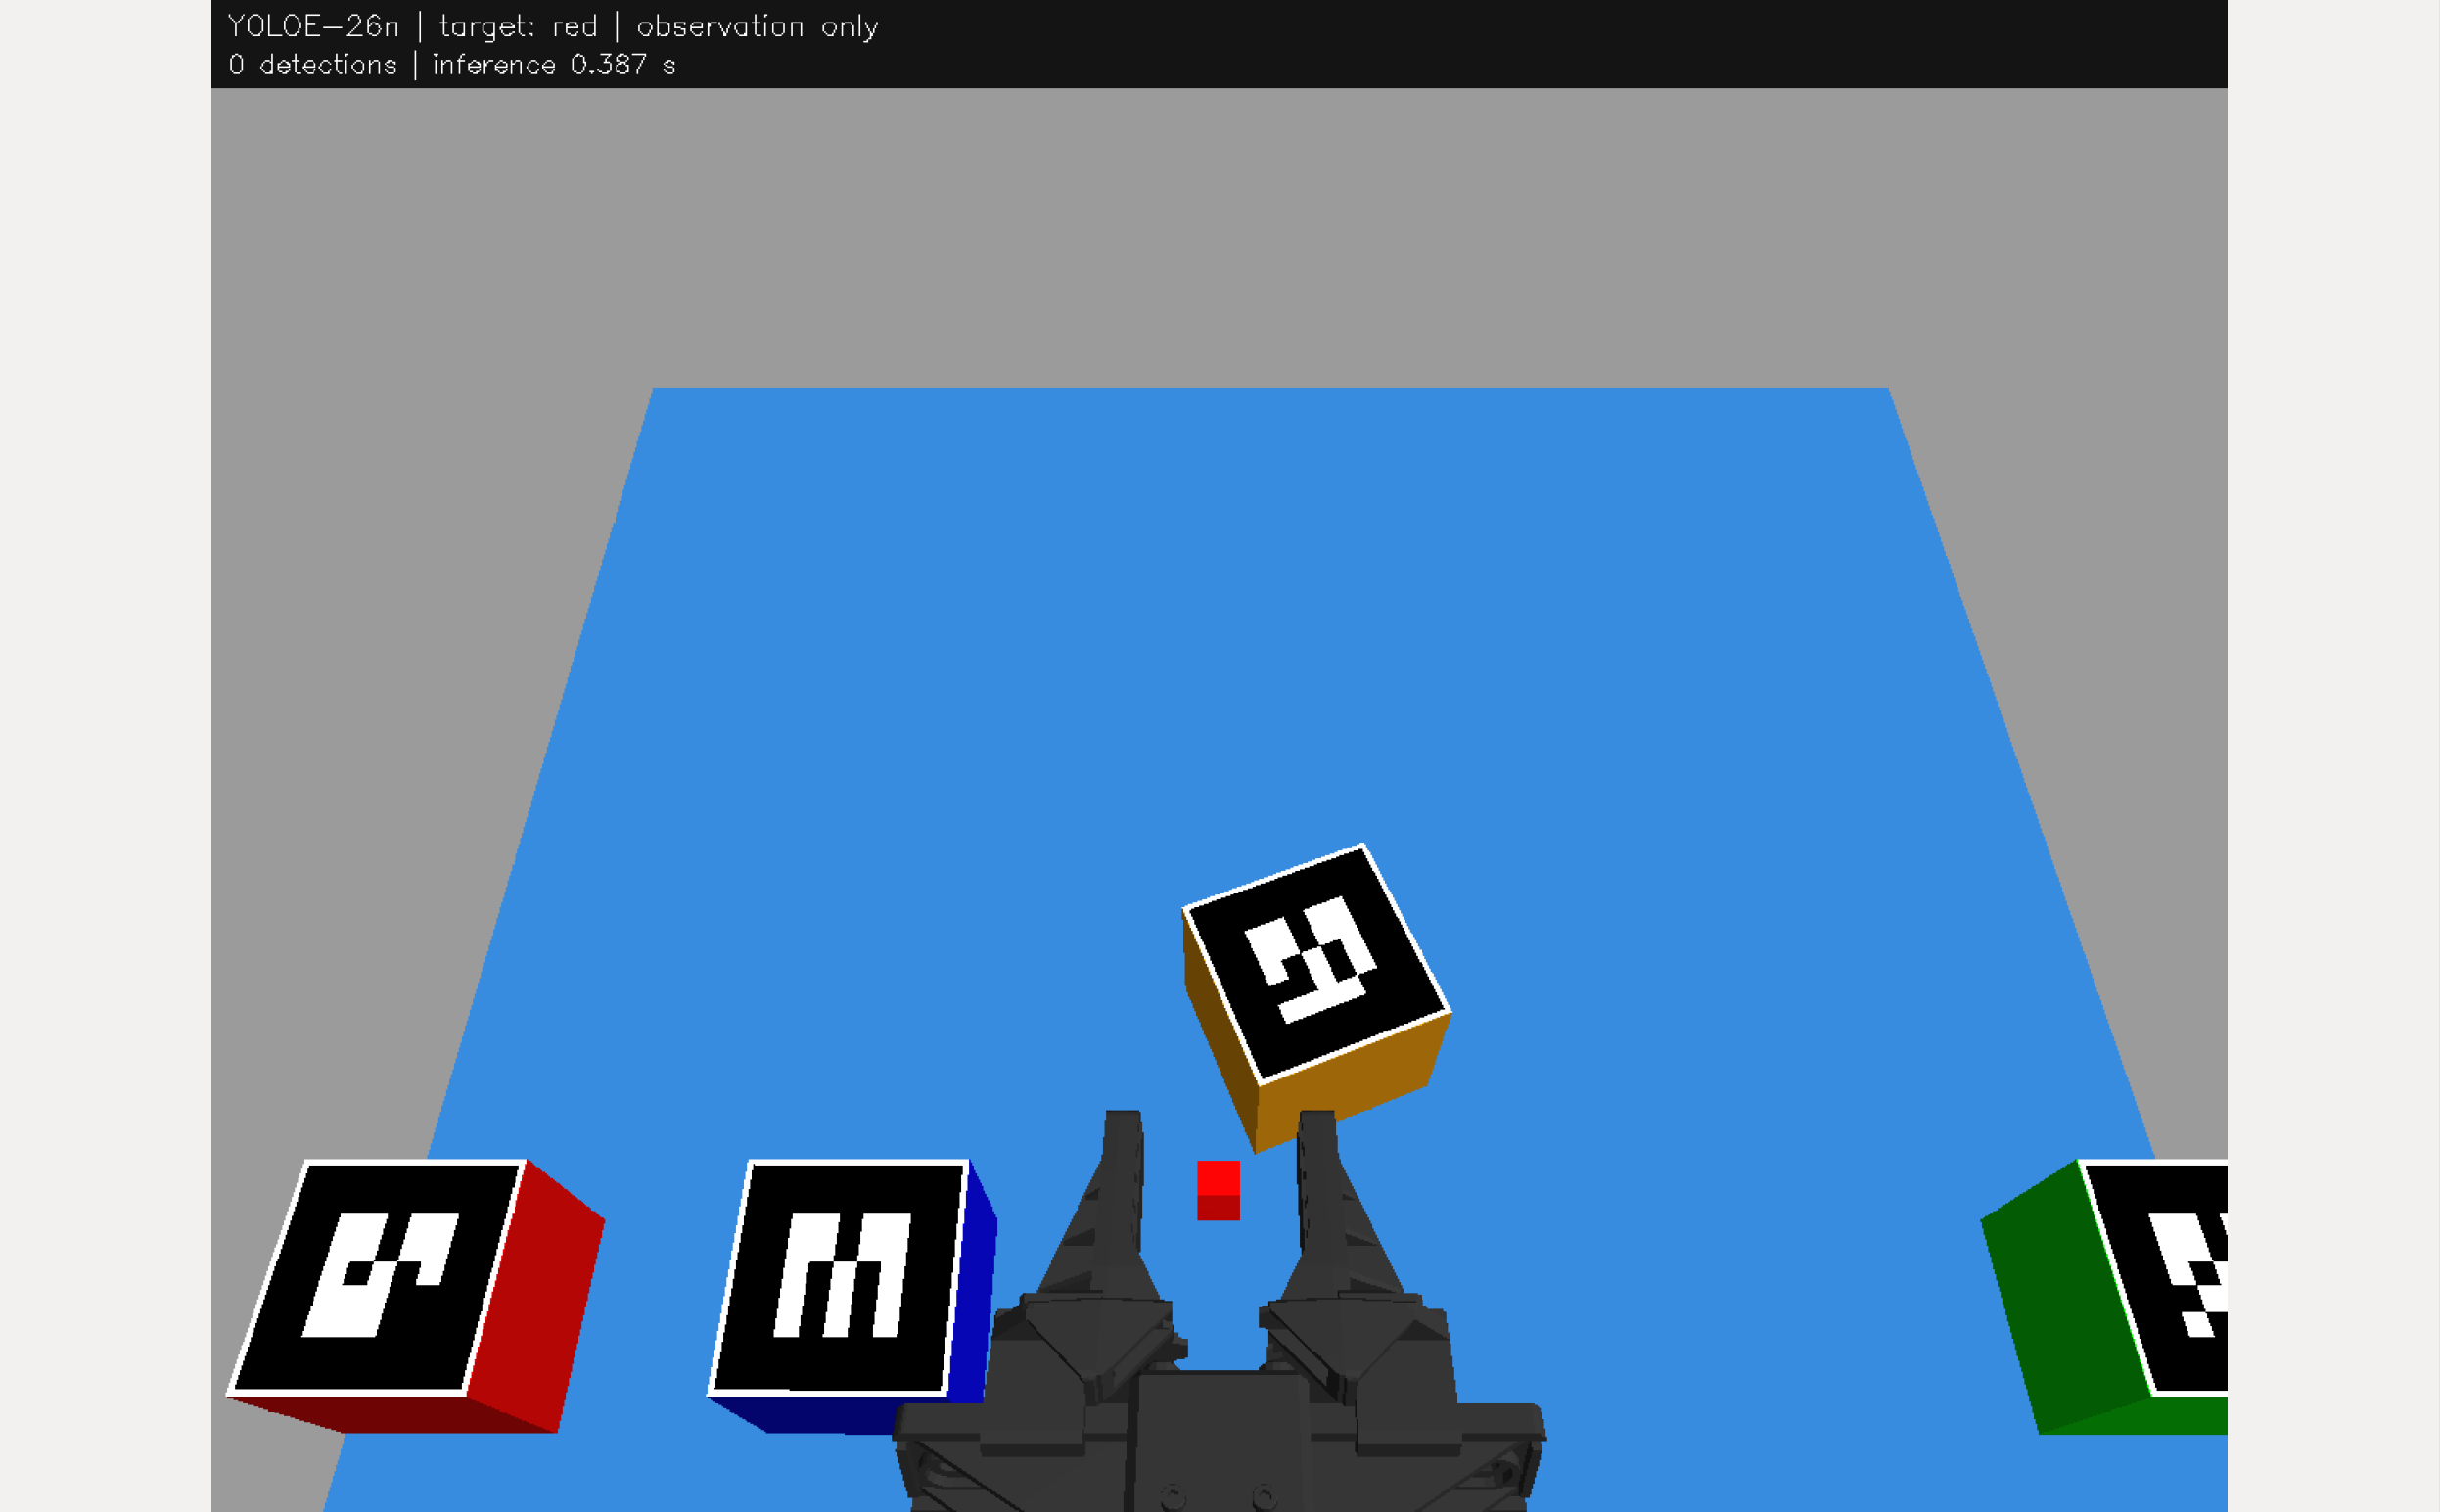 YOLOE-26n | target: red | observation only
0 detections | inference 0.387 s